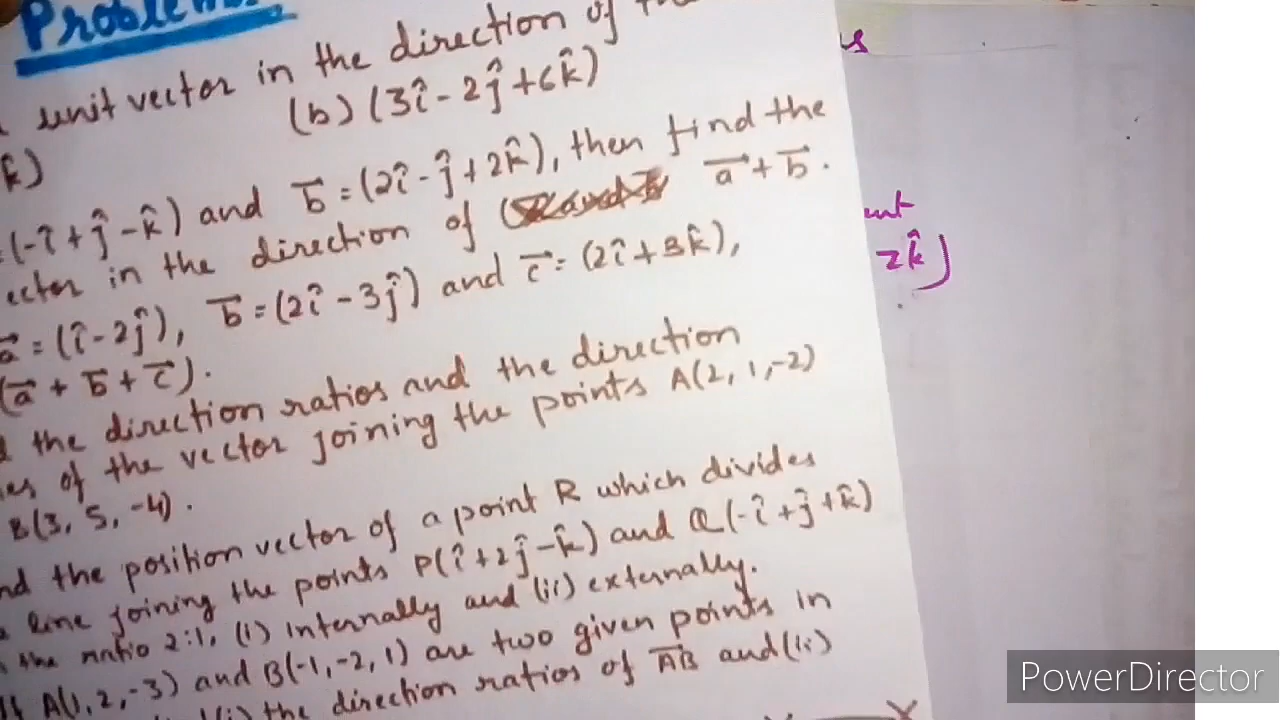 Problems
unit vector in the direction of the
(b) (3î - 2ĵ + 6k̂)
k̂)
= (-î + ĵ - k̂) and b⃗ = (2î - ĵ + 2k̂), then find the
ector in the direction of ( a⃗ + b⃗ .
a⃗ = (î - 2ĵ), b⃗ = (2î - 3ĵ) and c⃗ = (2î + 3k̂),
(a⃗ + b⃗ + c⃗).
d the direction ratios and the direction
nes of the vector joining the points A(2, 1, -2)
B(3, 5, -4).
nd the position vector of a point R which divides
line joining the points P(î + 2ĵ - k̂) and Q(-î + ĵ + k̂)
the ratio 2:1, (i) internally and (ii) externally.
If A(1, 2, -3) and B(-1, -2, 1) are two given points in
(i) the direction ratios of A⃗B⃗ and (ii)
s
2k̂)
PowerDirector